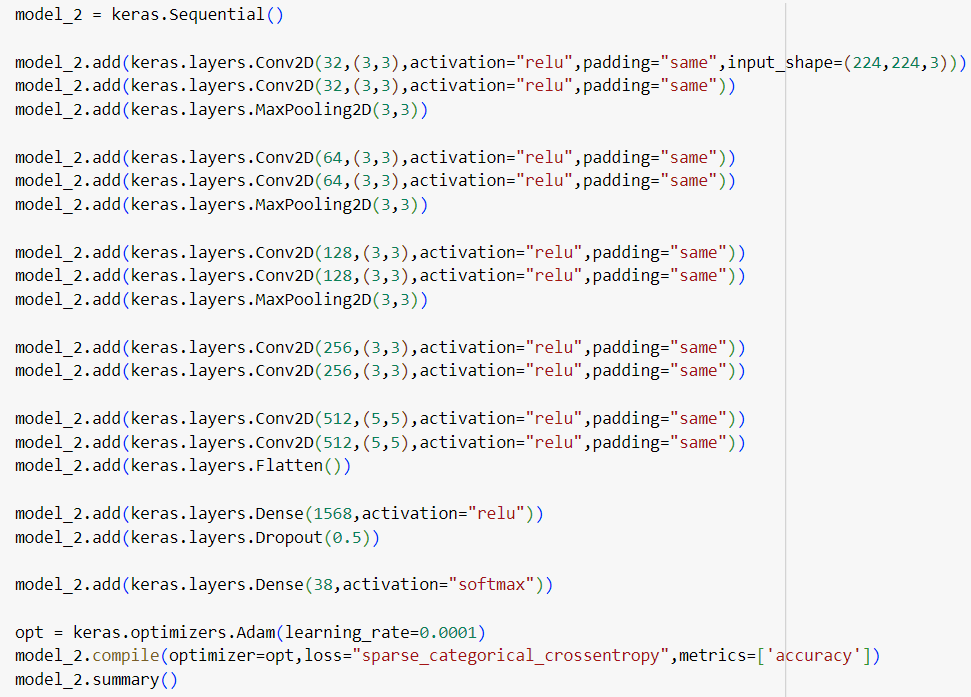 model_2 = keras.Sequential()
model_2.add(keras.layers.Conv2D(32,(3,3),activation="relu",padding="same",input_shape=(224,224,3)))
model_2.add(keras.layers.Conv2D(32,(3,3),activation="relu",padding="same"))
model_2.add(keras.layers.MaxPooling2D(3,3))
model_2.add(keras.layers.Conv2D(64,(3,3),activation="relu",padding="same"))
model_2.add(keras.layers.Conv2D(64,(3,3),activation="relu",padding="same"))
model_2.add(keras.layers.MaxPooling2D(3,3))
model_2.add(keras.layers.Conv2D(128,(3,3),activation="relu",padding="same"))
model_2.add(keras.layers.Conv2D(128,(3,3),activation="relu",padding="same"))
model_2.add(keras.layers.MaxPooling2D(3,3))
model_2.add(keras.layers.Conv2D(256,(3,3),activation="relu",padding="same"))
model_2.add(keras.layers.Conv2D(256,(3,3),activation="relu",padding="same"))
model_2.add(keras.layers.Conv2D(512,(5,5),activation="relu",padding="same"))
model_2.add(keras.layers.Conv2D(512,(5,5),activation="relu",padding="same"))
model_2.add(keras.layers.Flatten())
model_2.add(keras.layers.Dense(1568,activation="relu"))
model_2.add(keras.layers.Dropout(0.5))
model_2.add(keras.layers.Dense(38,activation="softmax"))
opt = keras.optimizers.Adam(learning_rate=0.0001)
model_2.compile(optimizer=opt,loss="sparse_categorical_crossentropy",metrics=['accuracy'])
model_2.summary()